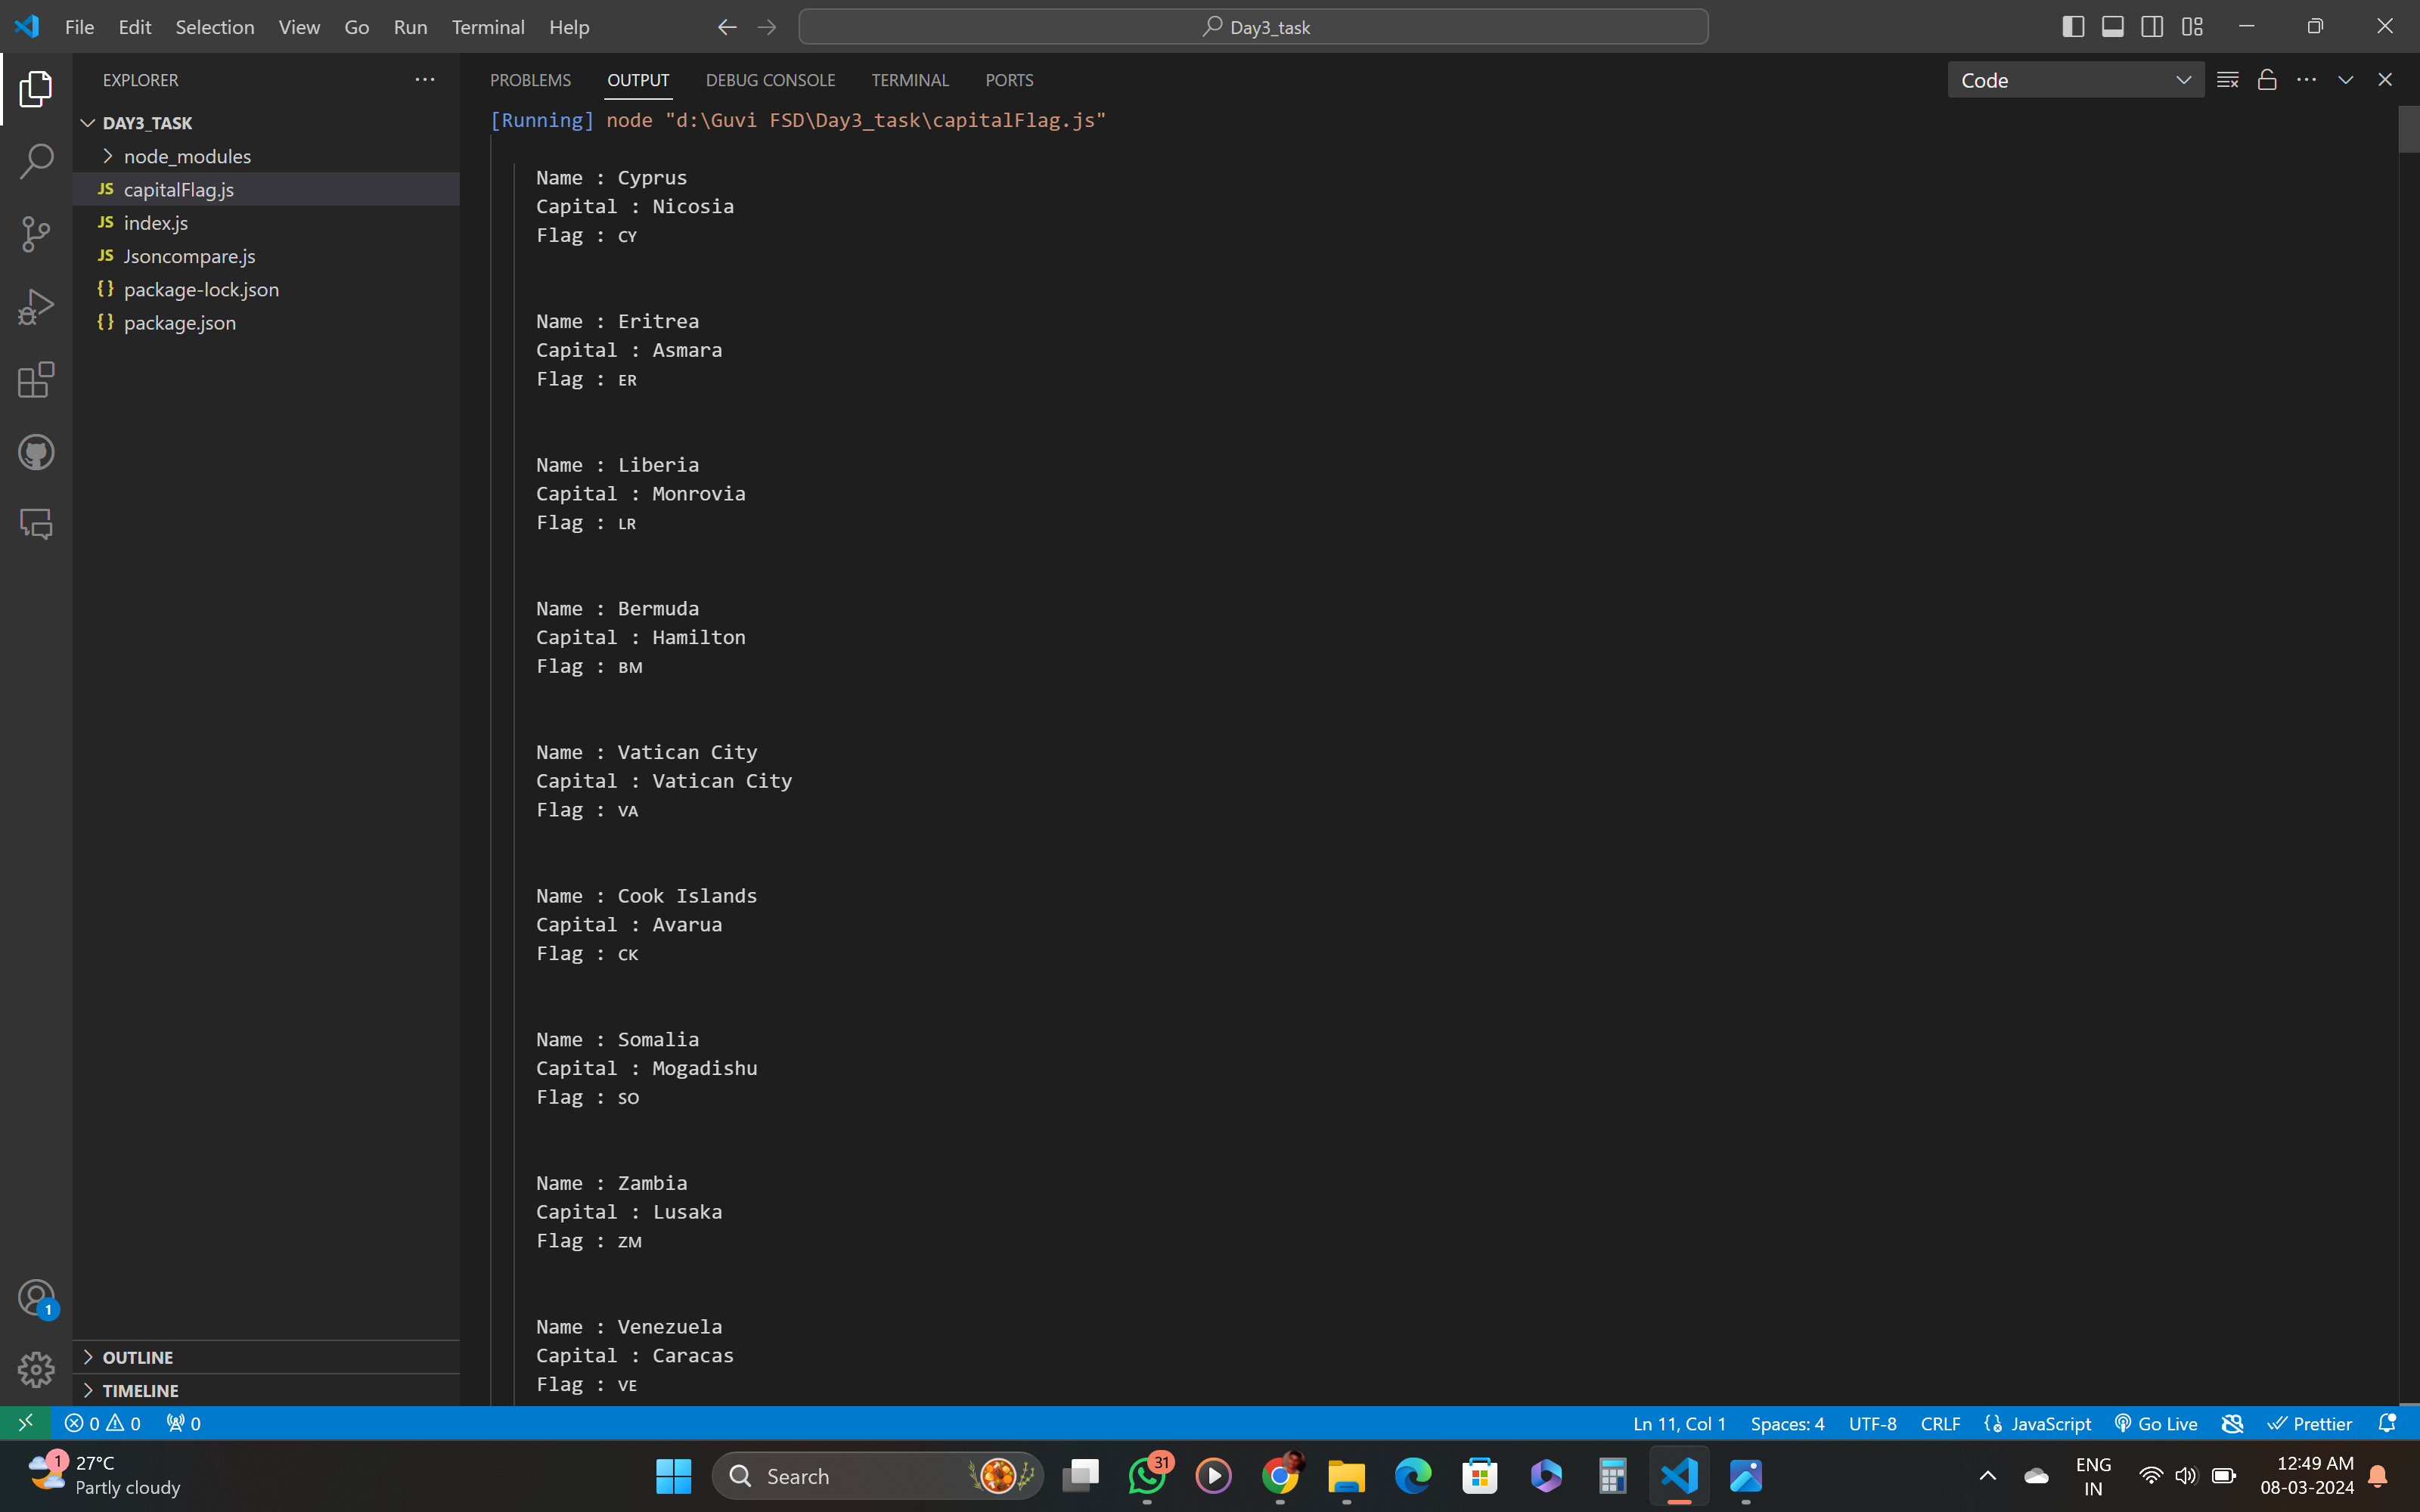 File Edit Selection View Go Run Terminal Help
Day3_task
EXPLORER
DAY3_TASK
node_modules
JS capitalFlag.js
JS index.js
JS Jsoncompare.js
{} package-lock.json
{} package.json
OUTLINE
TIMELINE
PROBLEMS OUTPUT DEBUG CONSOLE TERMINAL PORTS
Code
[Running] node "d:\Guvi FSD\Day3_task\capitalFlag.js"
Name : Cyprus
Capital : Nicosia
Flag : CY
Name : Eritrea
Capital : Asmara
Flag : ER
Name : Liberia
Capital : Monrovia
Flag : LR
Name : Bermuda
Capital : Hamilton
Flag : BM
Name : Vatican City
Capital : Vatican City
Flag : VA
Name : Cook Islands
Capital : Avarua
Flag : CK
Name : Somalia
Capital : Mogadishu
Flag : SO
Name : Zambia
Capital : Lusaka
Flag : ZM
Name : Venezuela
Capital : Caracas
Flag : VE
1
0 0 0
Ln 11, Col 1 Spaces: 4 UTF-8 CRLF {} JavaScript Go Live Prettier
1
27°C
Partly cloudy
Search
31
ENG
IN
12:49 AM
08-03-2024